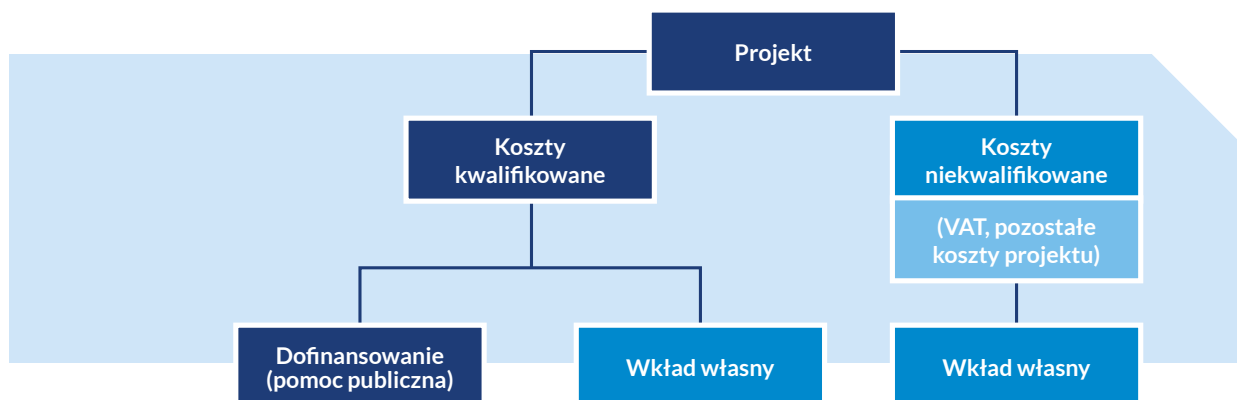 Projekt
Koszty
kwalifikowane
Koszty
niekwalifikowane
(VAT, pozostałe
koszty projektu)
Dofinansowanie
(pomoc publiczna)
Wkład własny
Wkład własny